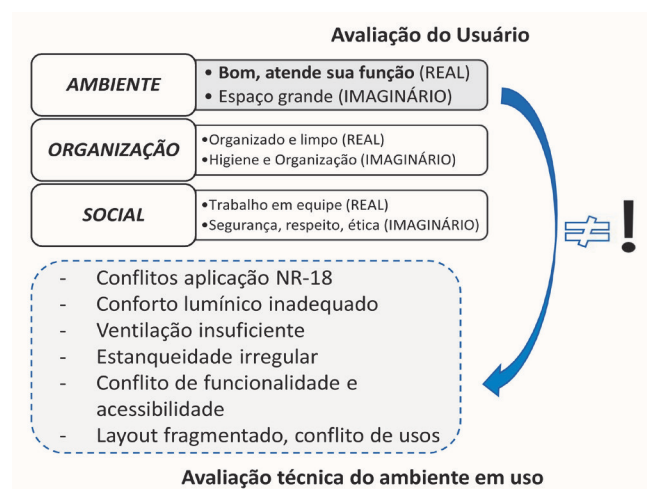 Avaliação do Usuário
AMBIENTE
• Bom, atende sua função (REAL)
• Espaço grande (IMAGINÁRIO)
ORGANIZAÇÃO
•Organizado e limpo (REAL)
•Higiene e Organização (IMAGINÁRIO)
SOCIAL
•Trabalho em equipe (REAL)
•Segurança, respeito, ética (IMAGINÁRIO)
≠ !
- Conflitos aplicação NR-18
- Conforto lumínico inadequado
- Ventilação insuficiente
- Estanqueidade irregular
- Conflito de funcionalidade e
acessibilidade
- Layout fragmentado, conflito de usos
Avaliação técnica do ambiente em uso